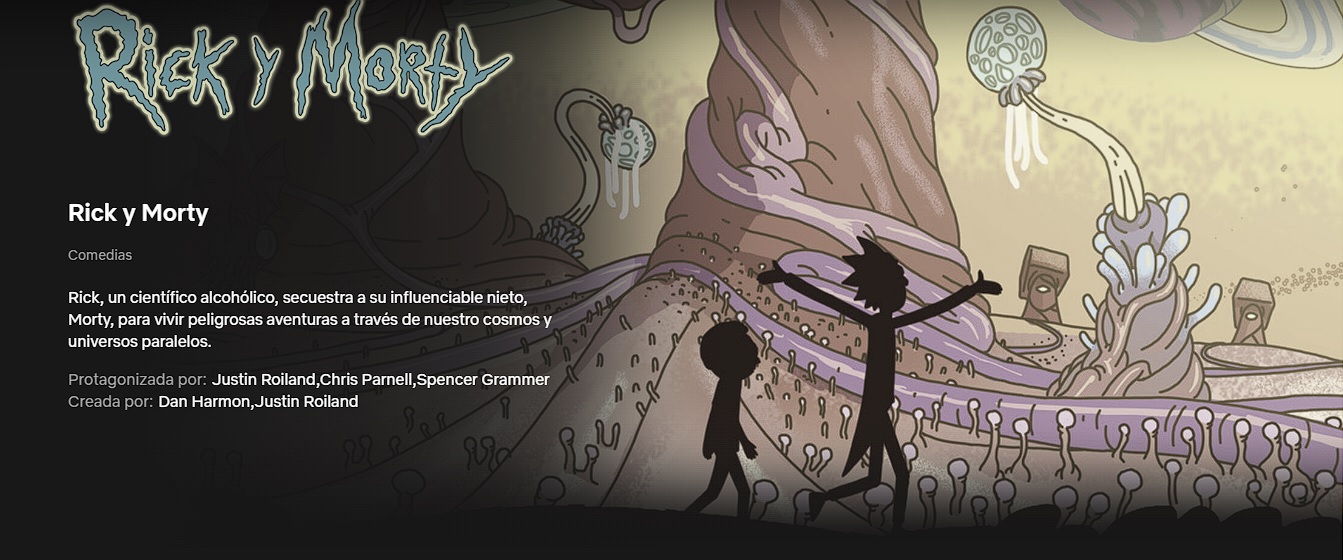 Rick y Morty
Rick y Morty
Comedias
Rick, un científico alcohólico, secuestra a su influenciable nieto,
Morty, para vivir peligrosas aventuras a través de nuestro cosmos y
universos paralelos.
Protagonizada por: Justin Roiland,Chris Parnell,Spencer Grammer
Creada por: Dan Harmon,Justin Roiland